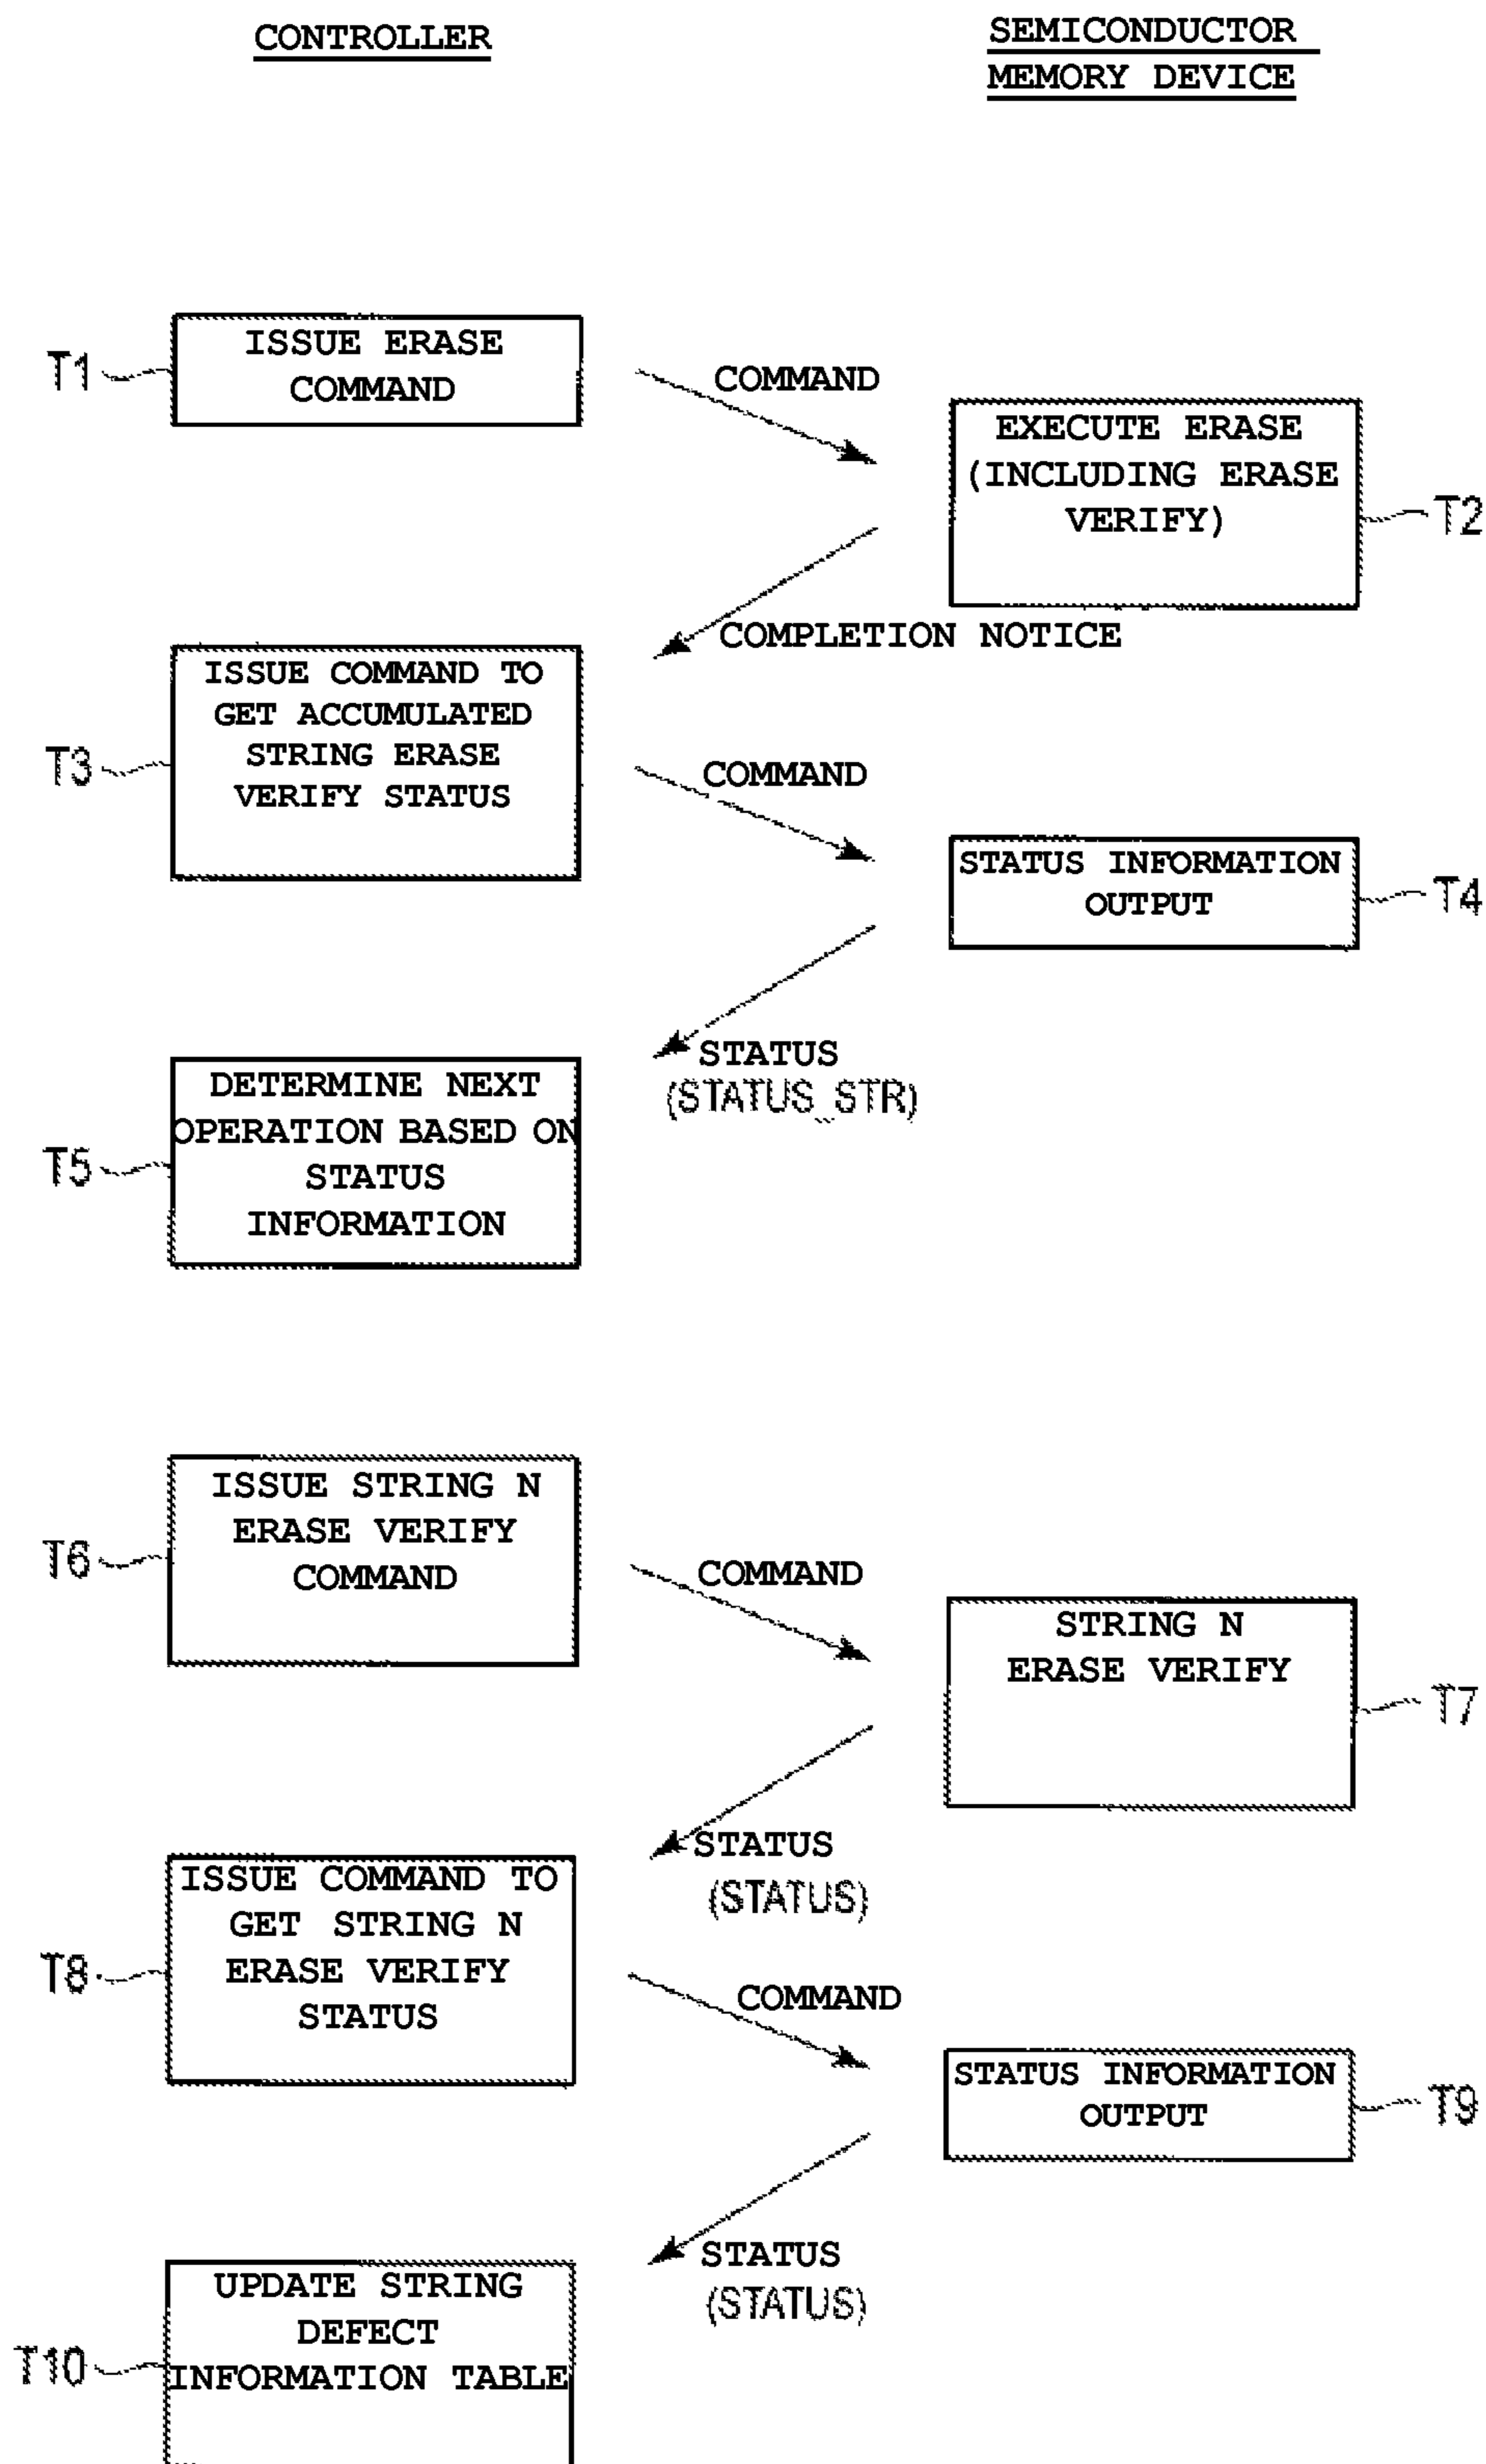 CONTROLLER
SEMICONDUCTOR
MEMORY DEVICE
T1
ISSUE ERASE
COMMAND
COMMAND
EXECUTE ERASE
(INCLUDING ERASE
VERIFY)
T2
COMPLETION NOTICE
T3
ISSUE COMMAND TO
GET ACCUMULATED
STRING ERASE
VERIFY STATUS
COMMAND
STATUS INFORMATION
OUTPUT
T4
STATUS
(STATUS_STR)
T5
DETERMINE NEXT
OPERATION BASED ON
STATUS
INFORMATION
T6
ISSUE STRING N
ERASE VERIFY
COMMAND
COMMAND
STRING N
ERASE VERIFY
T7
STATUS
(STATUS)
T8
ISSUE COMMAND TO
GET STRING N
ERASE VERIFY
STATUS
COMMAND
STATUS INFORMATION
OUTPUT
T9
STATUS
(STATUS)
T10
UPDATE STRING
DEFECT
INFORMATION TABLE